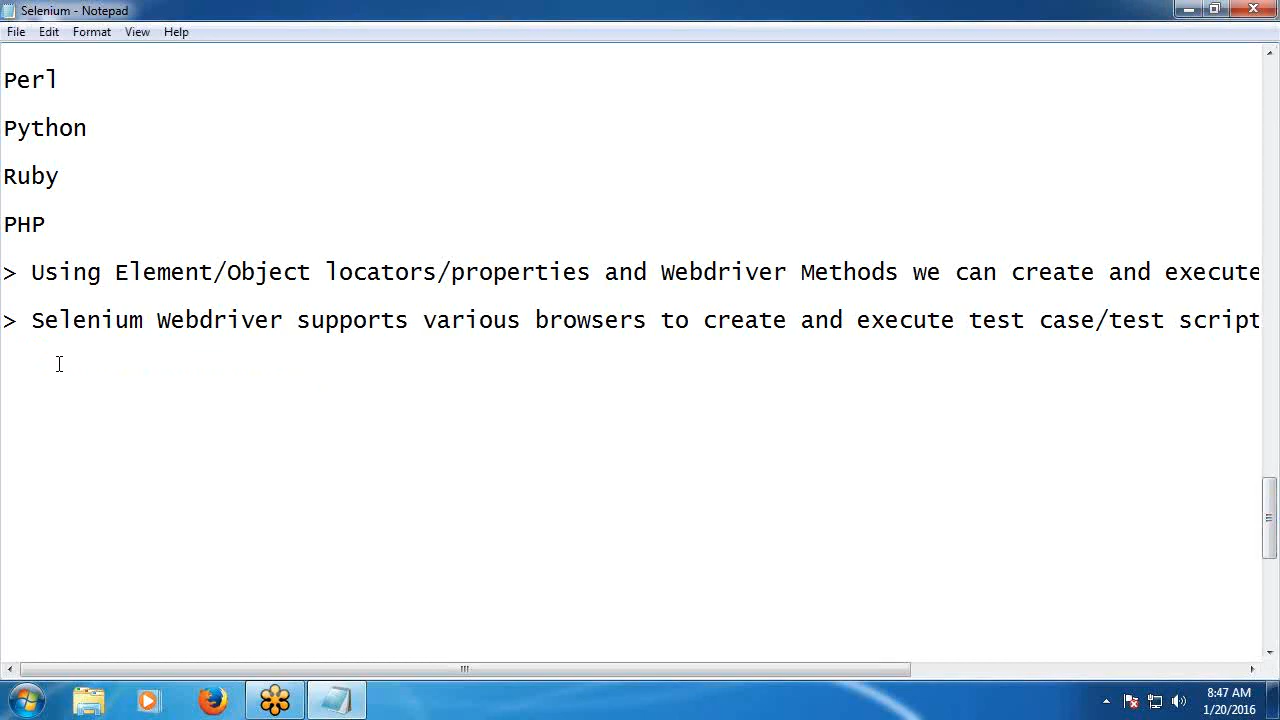 Selenium - Notepad
File Edit Format View Help
Perl
Python
Ruby
PHP
> Using Element/Object locators/properties and Webdriver Methods we can create and execute
> Selenium Webdriver supports various browsers to create and execute test case/test script
8:47 AM
1/20/2016